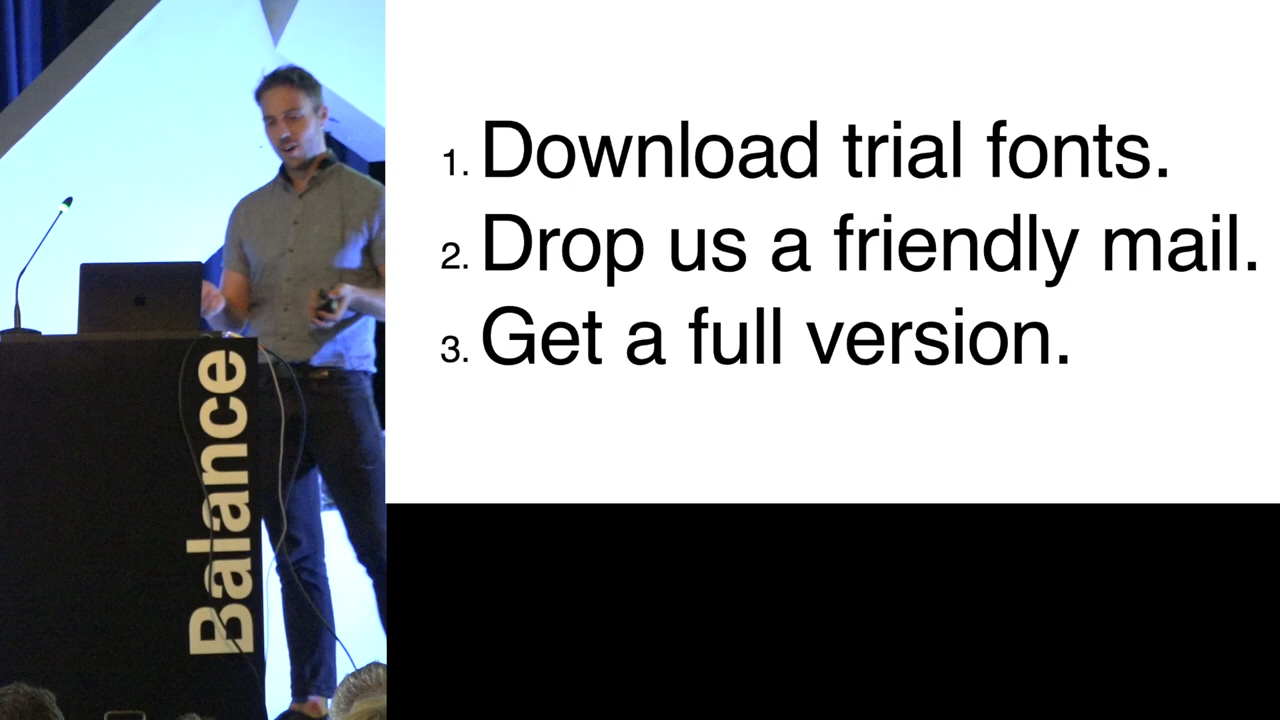 Balance
1. Download trial fonts.
2. Drop us a friendly mail.
3. Get a full version.